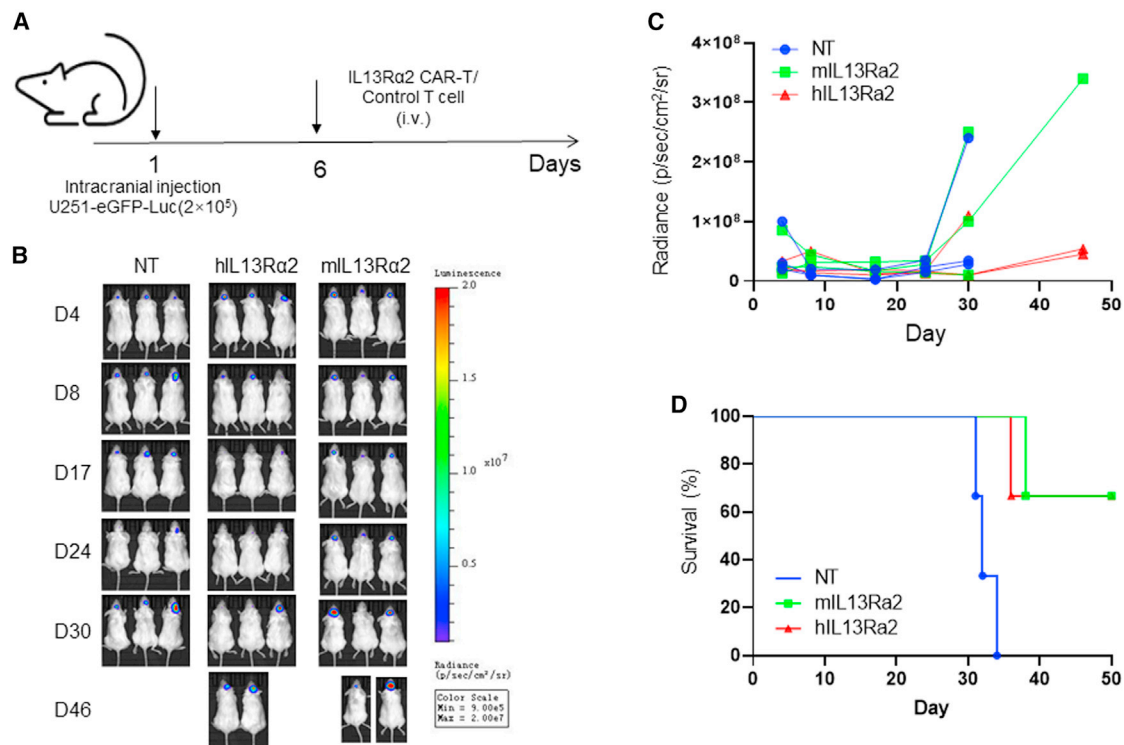 A
IL13Rα2 CAR-T/
Control T cell
(i.v.)
1
6
Days
Intracranial injection
U251-eGFP-Luc(2×10⁵)
B
NT
hIL13Rα2
mIL13Rα2
D4
D8
D17
D24
D30
D46
Luminescence
2.0
1.5
1.0
x10⁷
0.5
Radiance
(p/sec/cm²/sr)
Color Scale
Min = 9.00e5
Max = 2.00e7
C
4×10⁸
3×10⁸
2×10⁸
1×10⁸
0
Radiance (p/sec/cm²/sr)
NT
mIL13Ra2
hIL13Ra2
0 10 20 30 40 50
Day
D
100
80
60
40
20
0
Survival (%)
NT
mIL13Ra2
hIL13Ra2
0 10 20 30 40 50
Day